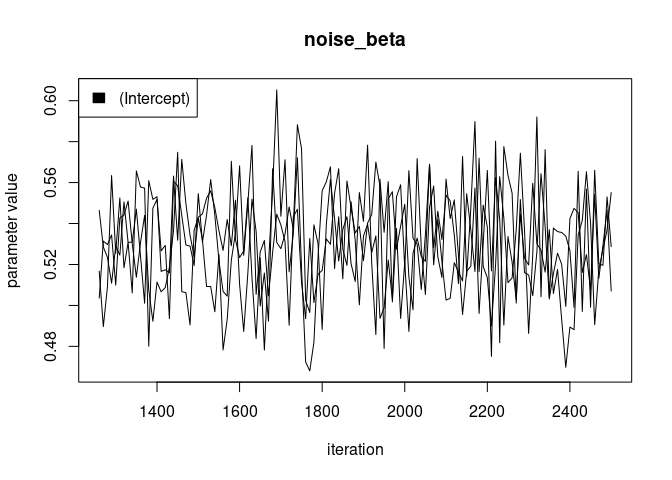 noise_beta
(Intercept)
parameter value
0.60
0.56
0.52
0.48
1400 1600 1800 2000 2200 2400
iteration